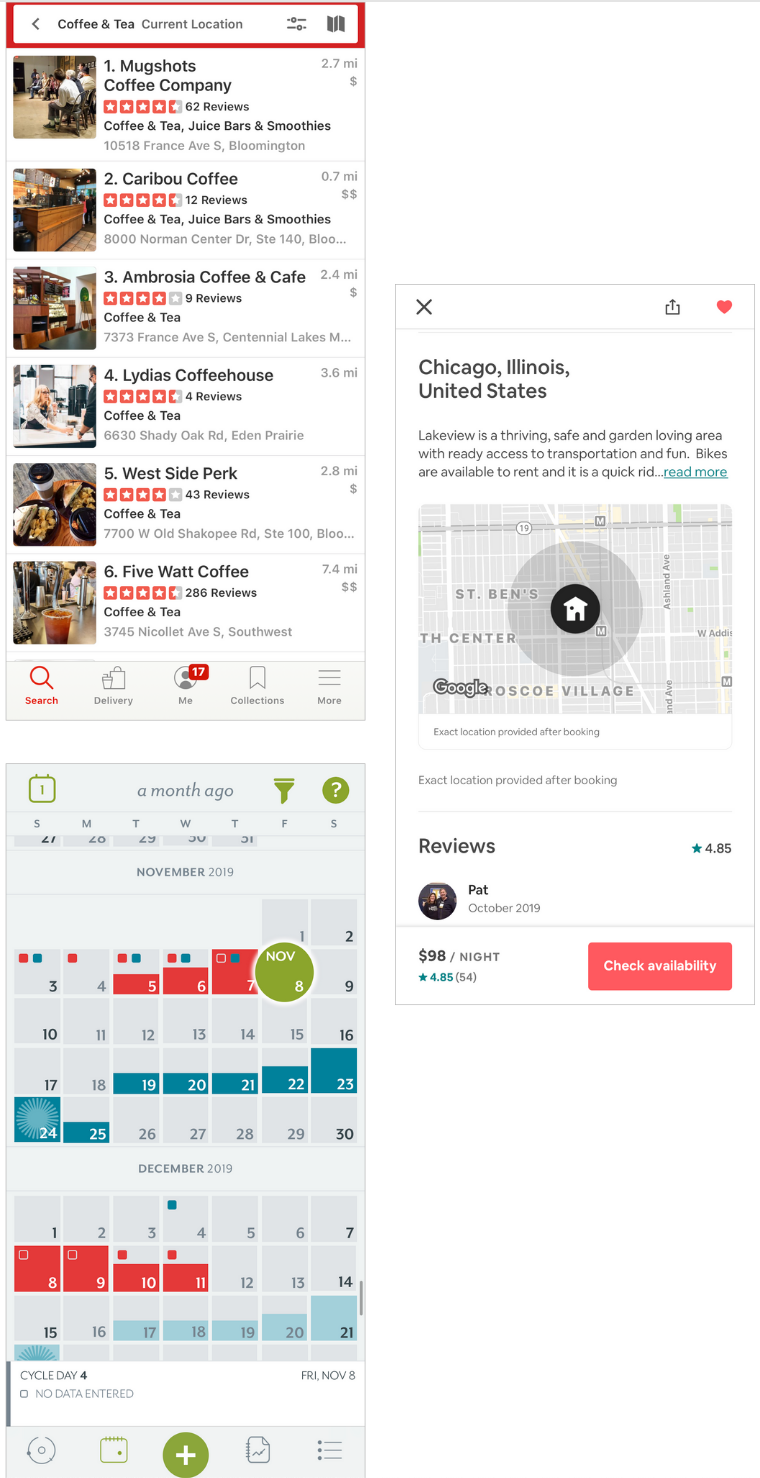 Coffee & Tea Current Location
1. Mugshots
Coffee Company
2.7 mi
$
62 Reviews
Coffee & Tea, Juice Bars & Smoothies
10518 France Ave S, Bloomington
2. Caribou Coffee
0.7 mi
$$
12 Reviews
Coffee & Tea, Juice Bars & Smoothies
8000 Norman Center Dr, Ste 140, Bloo...
3. Ambrosia Coffee & Cafe
2.4 mi
$
9 Reviews
Coffee & Tea
7373 France Ave S, Centennial Lakes M...
4. Lydias Coffeehouse
3.6 mi
4 Reviews
Coffee & Tea
6630 Shady Oak Rd, Eden Prairie
5. West Side Perk
2.8 mi
$
43 Reviews
Coffee & Tea
7700 W Old Shakopee Rd, Ste 100, Bloo...
6. Five Watt Coffee
7.4 mi
$$
286 Reviews
Coffee & Tea
3745 Nicollet Ave S, Southwest
17
Search Delivery Me Collections More
1 a month ago ?
S M T W T F S
27 28 29 30 31
NOVEMBER 2019
1 2
NOV
3 4 5 6 7 8 9
10 11 12 13 14 15 16
17 18 19 20 21 22 23
24 25 26 27 28 29 30
DECEMBER 2019
1 2 3 4 5 6 7
8 9 10 11 12 13 14
15 16 17 18 19 20 21
CYCLE DAY 4 FRI, NOV 8
NO DATA ENTERED
Chicago, Illinois,
United States
Lakeview is a thriving, safe and garden loving area
with ready access to transportation and fun. Bikes
are available to rent and it is a quick rid...read more
19
M
Ashland Ave
ST. BEN'S
M
TH CENTER
W Addis
M
Google
ROSCOE VILLAGE
nd Ave
Exact location provided after booking
Exact location provided after booking
Reviews
4.85
Pat
October 2019
$98 / NIGHT
4.85 (54)
Check availability